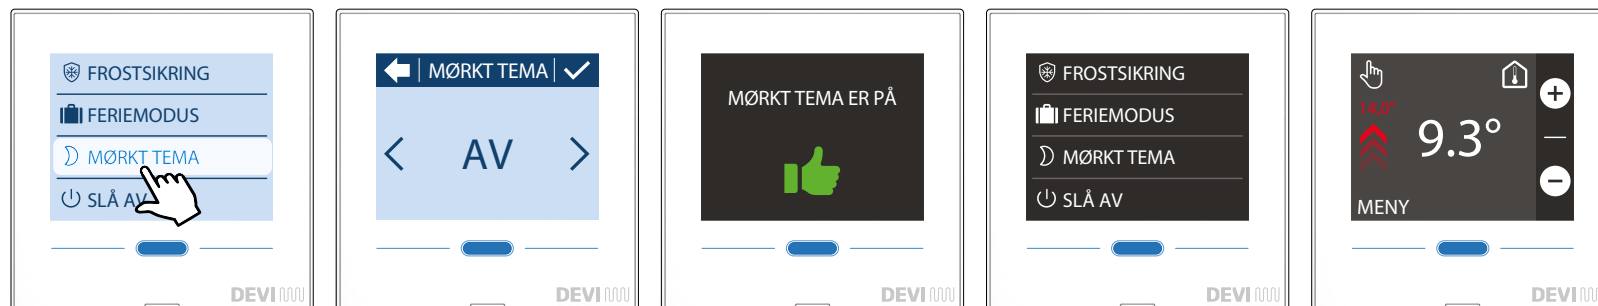 FROSTSIKRING
FERIEMODUS
MØRKT TEMA
SLÅ AV
DEVI
MØRKT TEMA
AV
DEVI
MØRKT TEMA ER PÅ
DEVI
FROSTSIKRING
FERIEMODUS
MØRKT TEMA
SLÅ AV
DEVI
14.0°
9.3°
MENY
DEVI